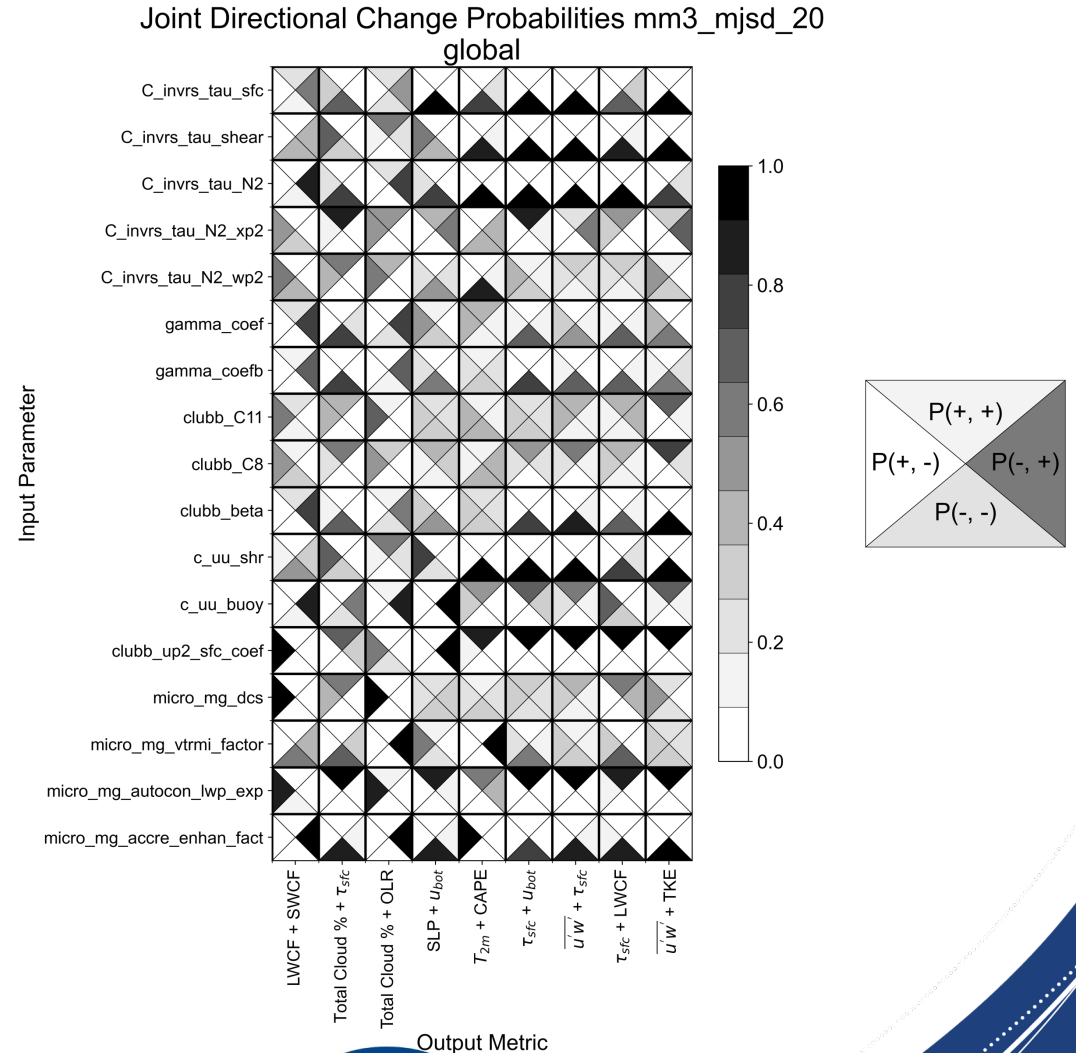 Joint Directional Change Probabilities mm3_mjsd_20
global
Input Parameter
C_invrs_tau_sfc
C_invrs_tau_shear
C_invrs_tau_N2
C_invrs_tau_N2_xp2
C_invrs_tau_N2_wp2
gamma_coef
gamma_coefb
clubb_C11
clubb_C8
clubb_beta
c_uu_shr
c_uu_buoy
clubb_up2_sfc_coef
micro_mg_dcs
micro_mg_vtrmi_factor
micro_mg_autocon_lwp_exp
micro_mg_accre_enhan_fact
LWCF + SWCF
Total Cloud % + τsfc
Total Cloud % + OLR
SLP + ubot
T2m + CAPE
τsfc + ubot
u′w′ + τsfc
τsfc + LWCF
u′w′ + TKE
Output Metric
1.0
0.8
0.6
0.4
0.2
0.0
P(+, +)
P(+, -) P(-, +)
P(-, -)